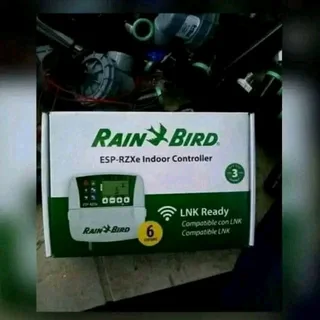 RAIN BIRD
ESP-RZXe Indoor Controller
3
RAIN BIRD
6
LNK Ready
Compatible con LNK
Compatible LNK